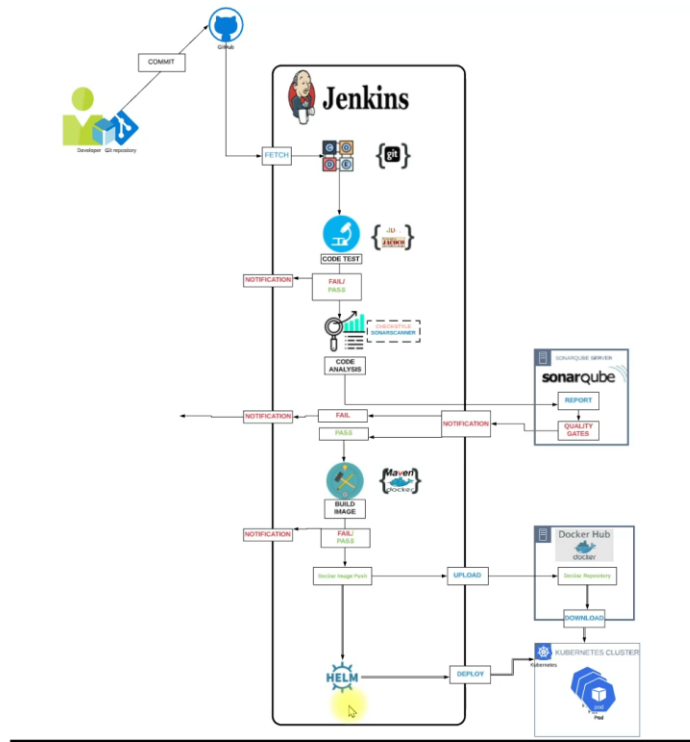 GitHub
COMMIT
Jenkins
Developer
Git repository
FETCH
{git}
CODE TEST
JACOCO
NOTIFICATION
FAIL/
PASS
CHECKSTYLE
SONARSCANNER
CODE
ANALYSIS
SONARQUBE SERVER
sonarqube
REPORT
QUALITY
GATES
NOTIFICATION
FAIL
NOTIFICATION
PASS
Maven
docker
BUILD
IMAGE
NOTIFICATION
FAIL/
PASS
Docker Hub
docker
Docker Image Push
UPLOAD
Docker Repository
DOWNLOAD
KUBERNETES CLUSTER
Kubernetes
HELM
DEPLOY
pod
Pod